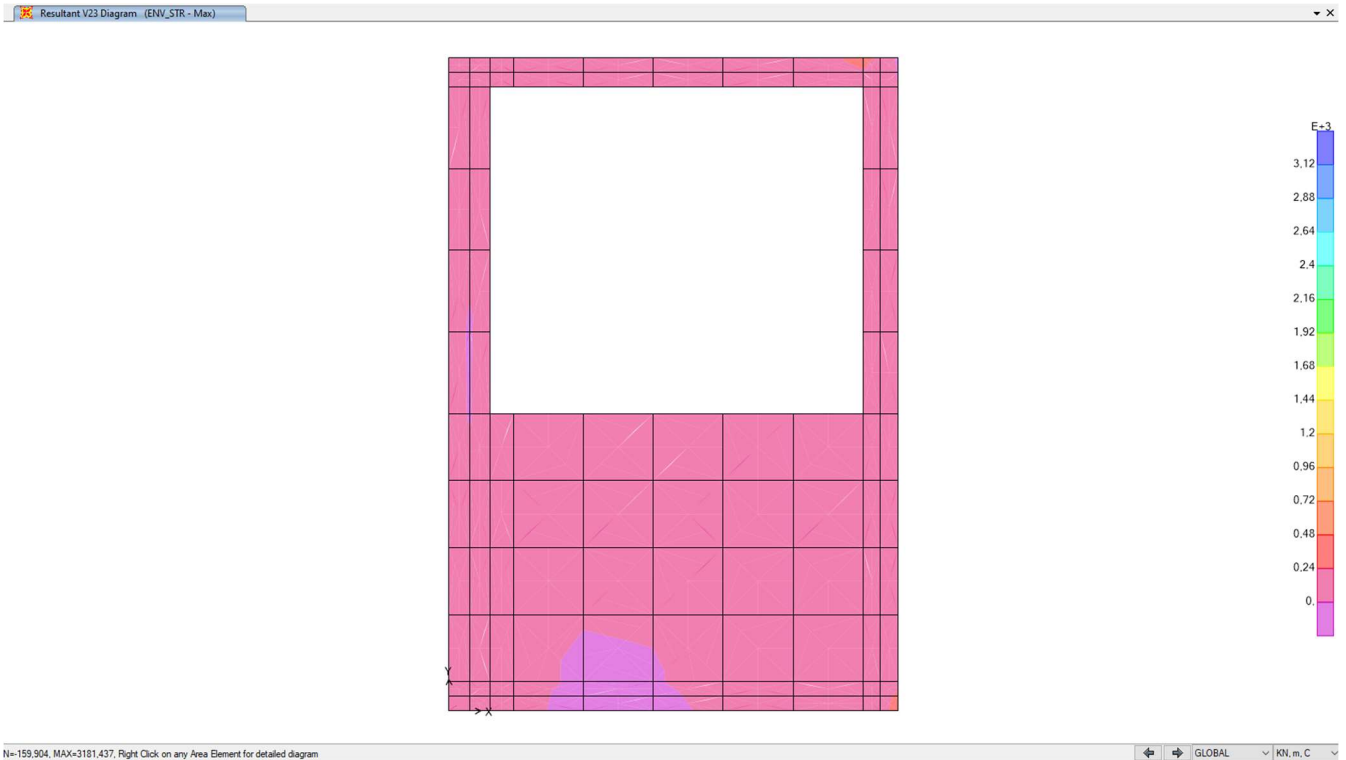 Resultant V23 Diagram (ENV_STR - Max)
E+3
3,12
2,88
2,64
2,4
2,16
1,92
1,68
1,44
1,2
0,96
0,72
0,48
0,24
0,
Y
X
N=-159,904, MAX=3181,437, Right Click on any Area Element for detailed diagram
GLOBAL
KN, m, C